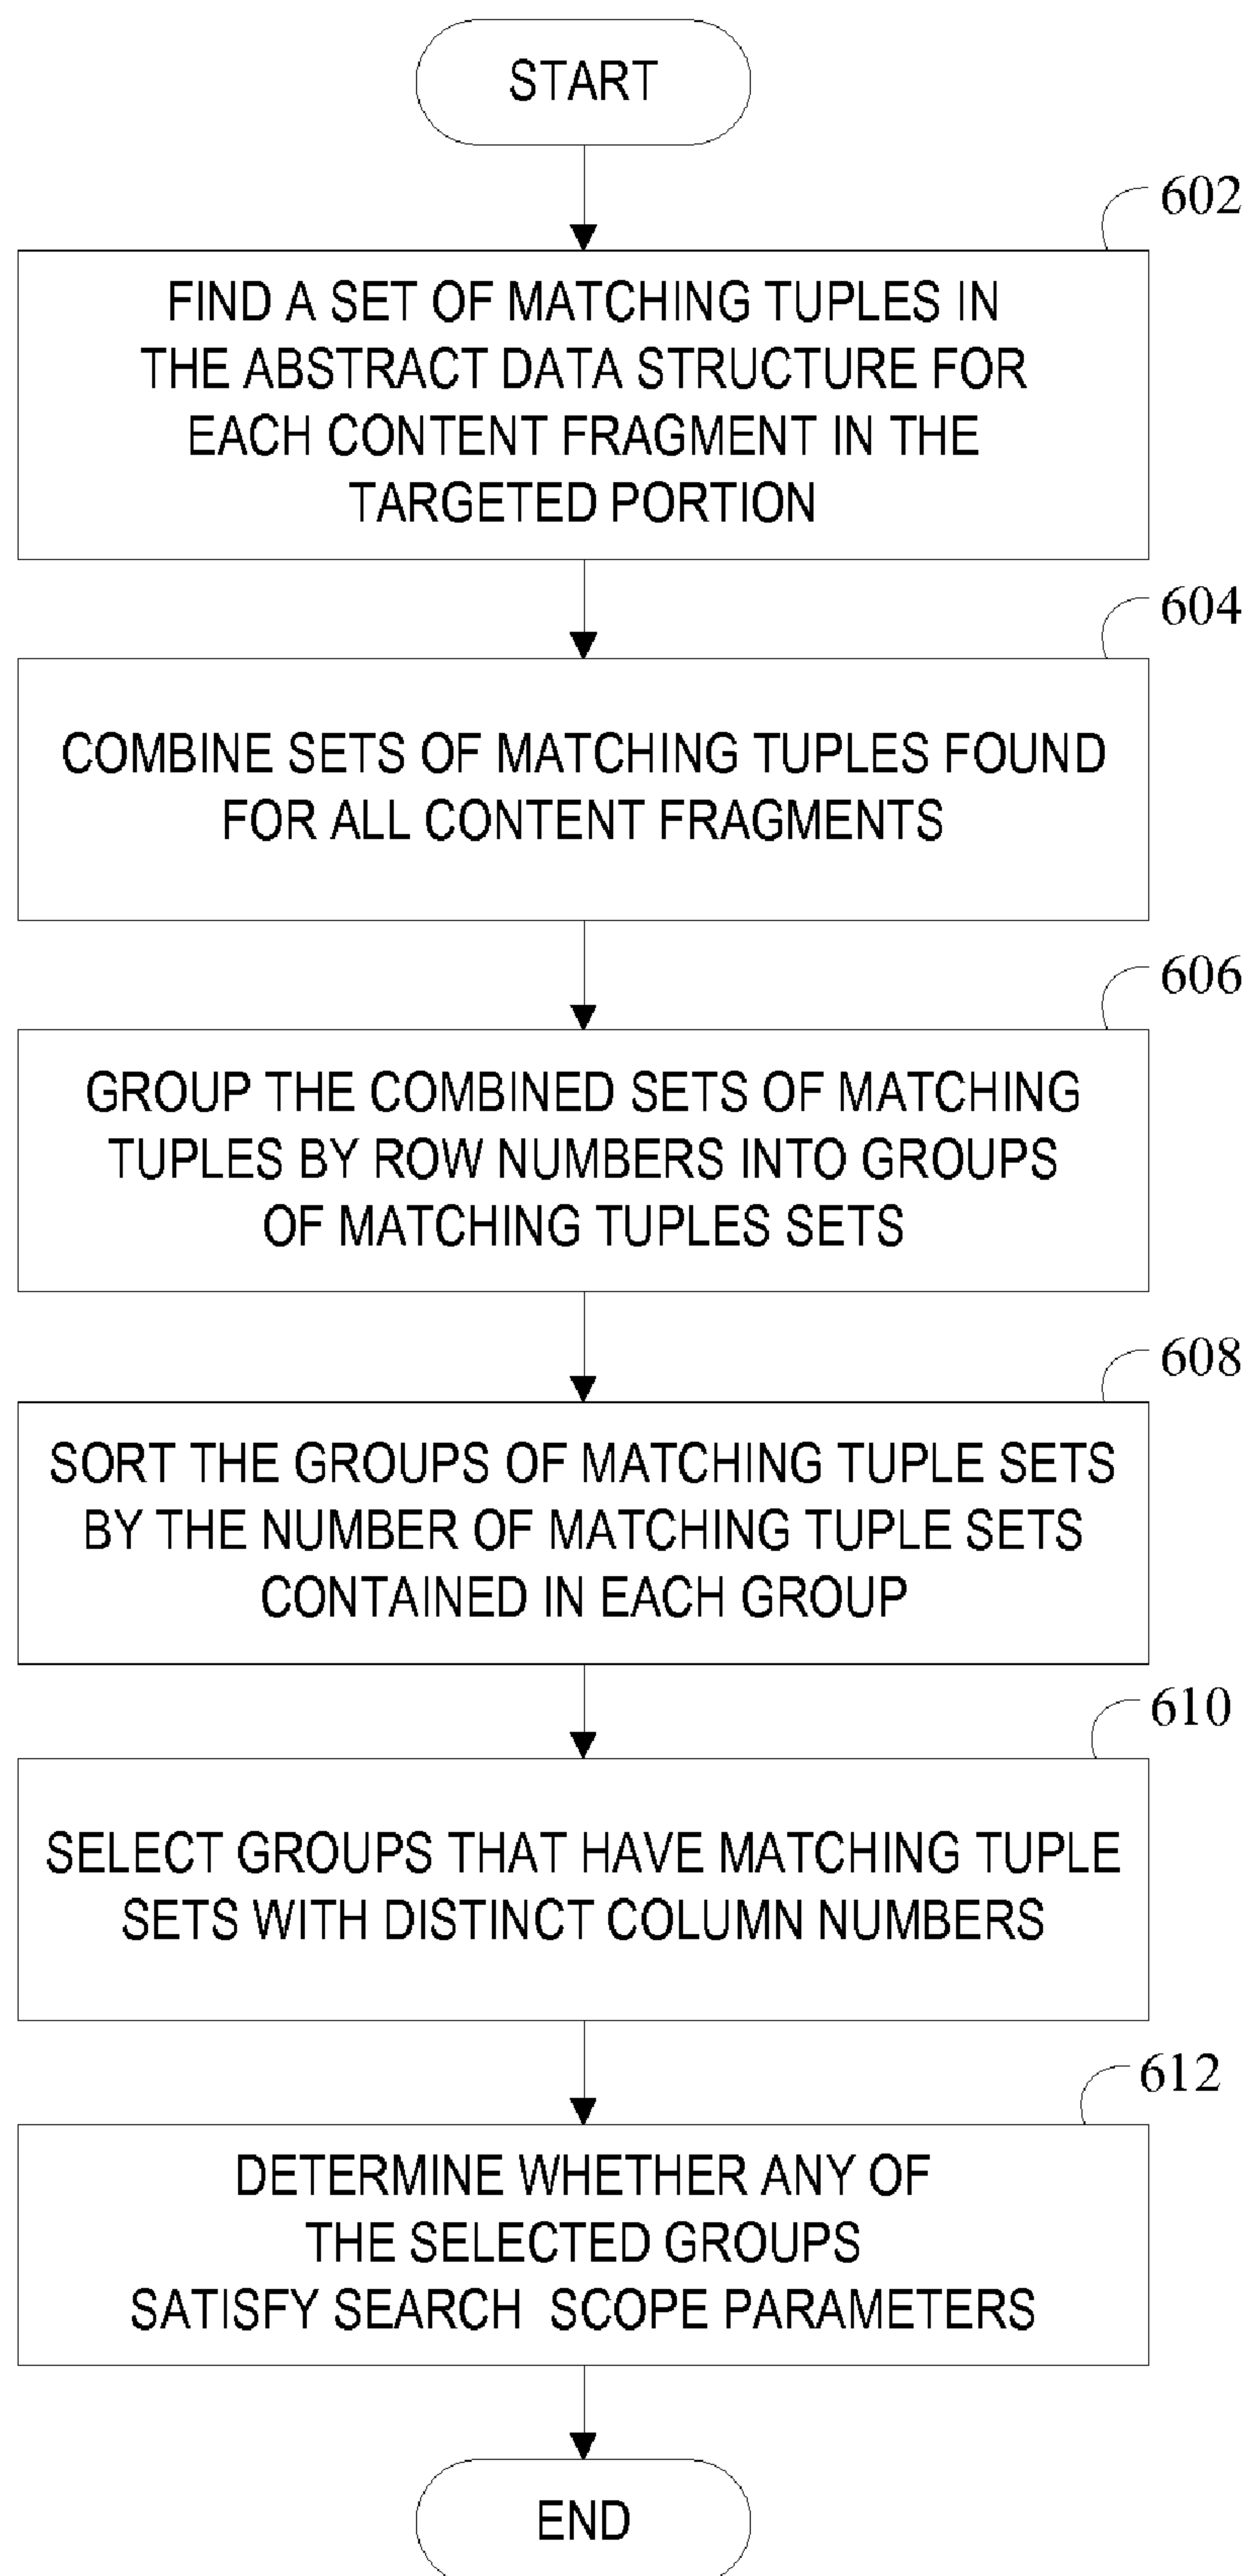 START
602
FIND A SET OF MATCHING TUPLES IN
THE ABSTRACT DATA STRUCTURE FOR
EACH CONTENT FRAGMENT IN THE
TARGETED PORTION
604
COMBINE SETS OF MATCHING TUPLES FOUND
FOR ALL CONTENT FRAGMENTS
606
GROUP THE COMBINED SETS OF MATCHING
TUPLES BY ROW NUMBERS INTO GROUPS
OF MATCHING TUPLES SETS
608
SORT THE GROUPS OF MATCHING TUPLE SETS
BY THE NUMBER OF MATCHING TUPLE SETS
CONTAINED IN EACH GROUP
610
SELECT GROUPS THAT HAVE MATCHING TUPLE
SETS WITH DISTINCT COLUMN NUMBERS
612
DETERMINE WHETHER ANY OF
THE SELECTED GROUPS
SATISFY SEARCH  SCOPE PARAMETERS
END